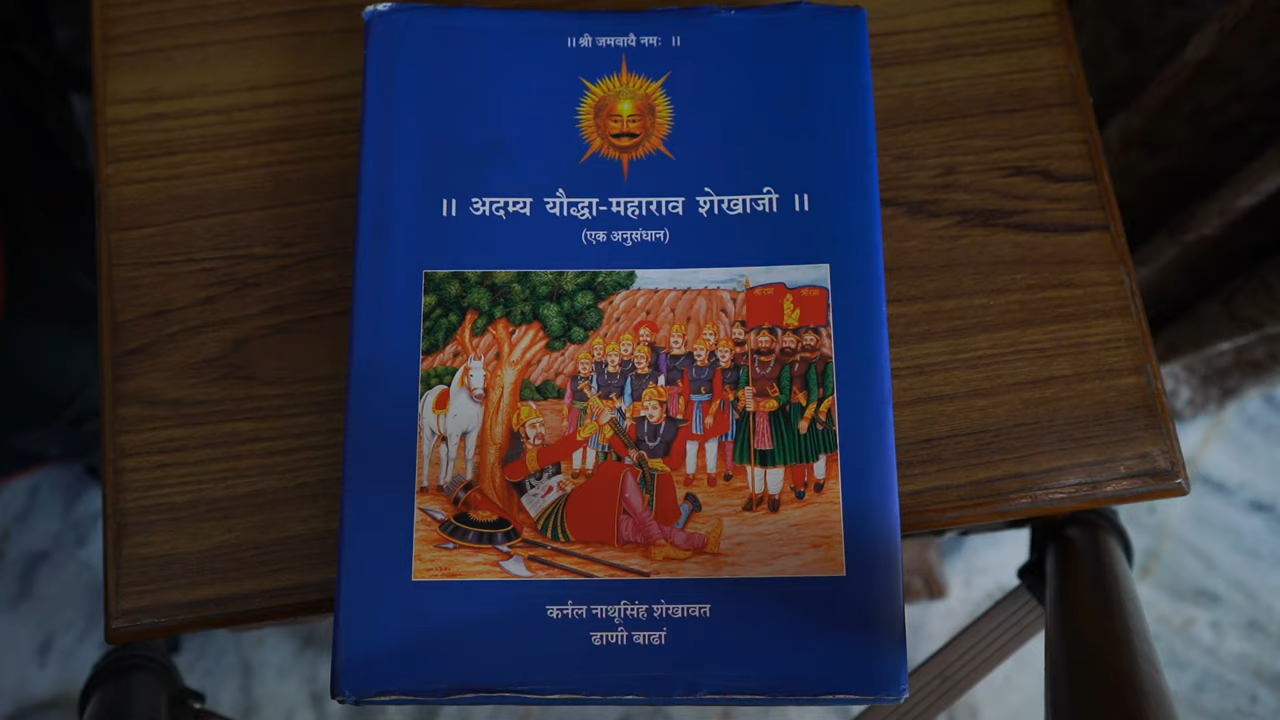 ॥ श्री जमवायै नमः ॥
॥ अदम्य यौद्धा-महाराव शेखाजी ॥
(एक अनुसंधान)
श्रीराम श्रीराम
कर्नल नाथूसिंह शेखावत
ढाणी बाढां